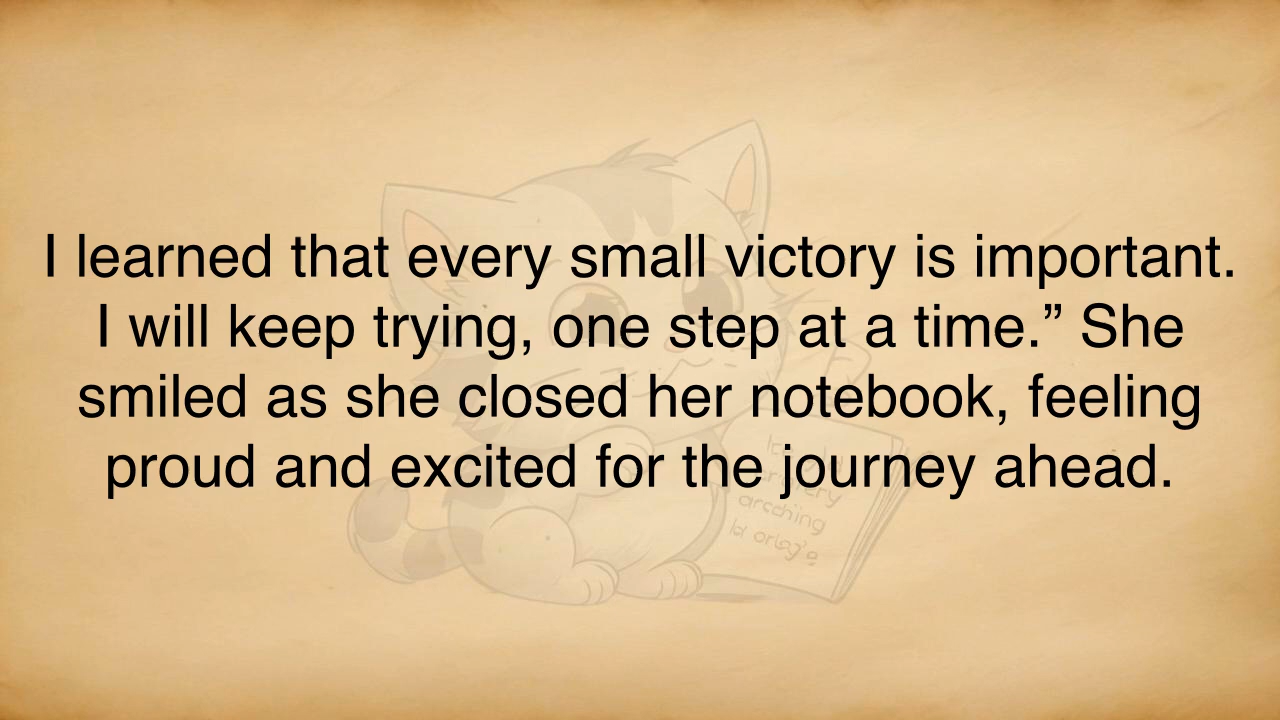 I learned that every small victory is important.
I will keep trying, one step at a time.” She
smiled as she closed her notebook, feeling
proud and excited for the journey ahead.